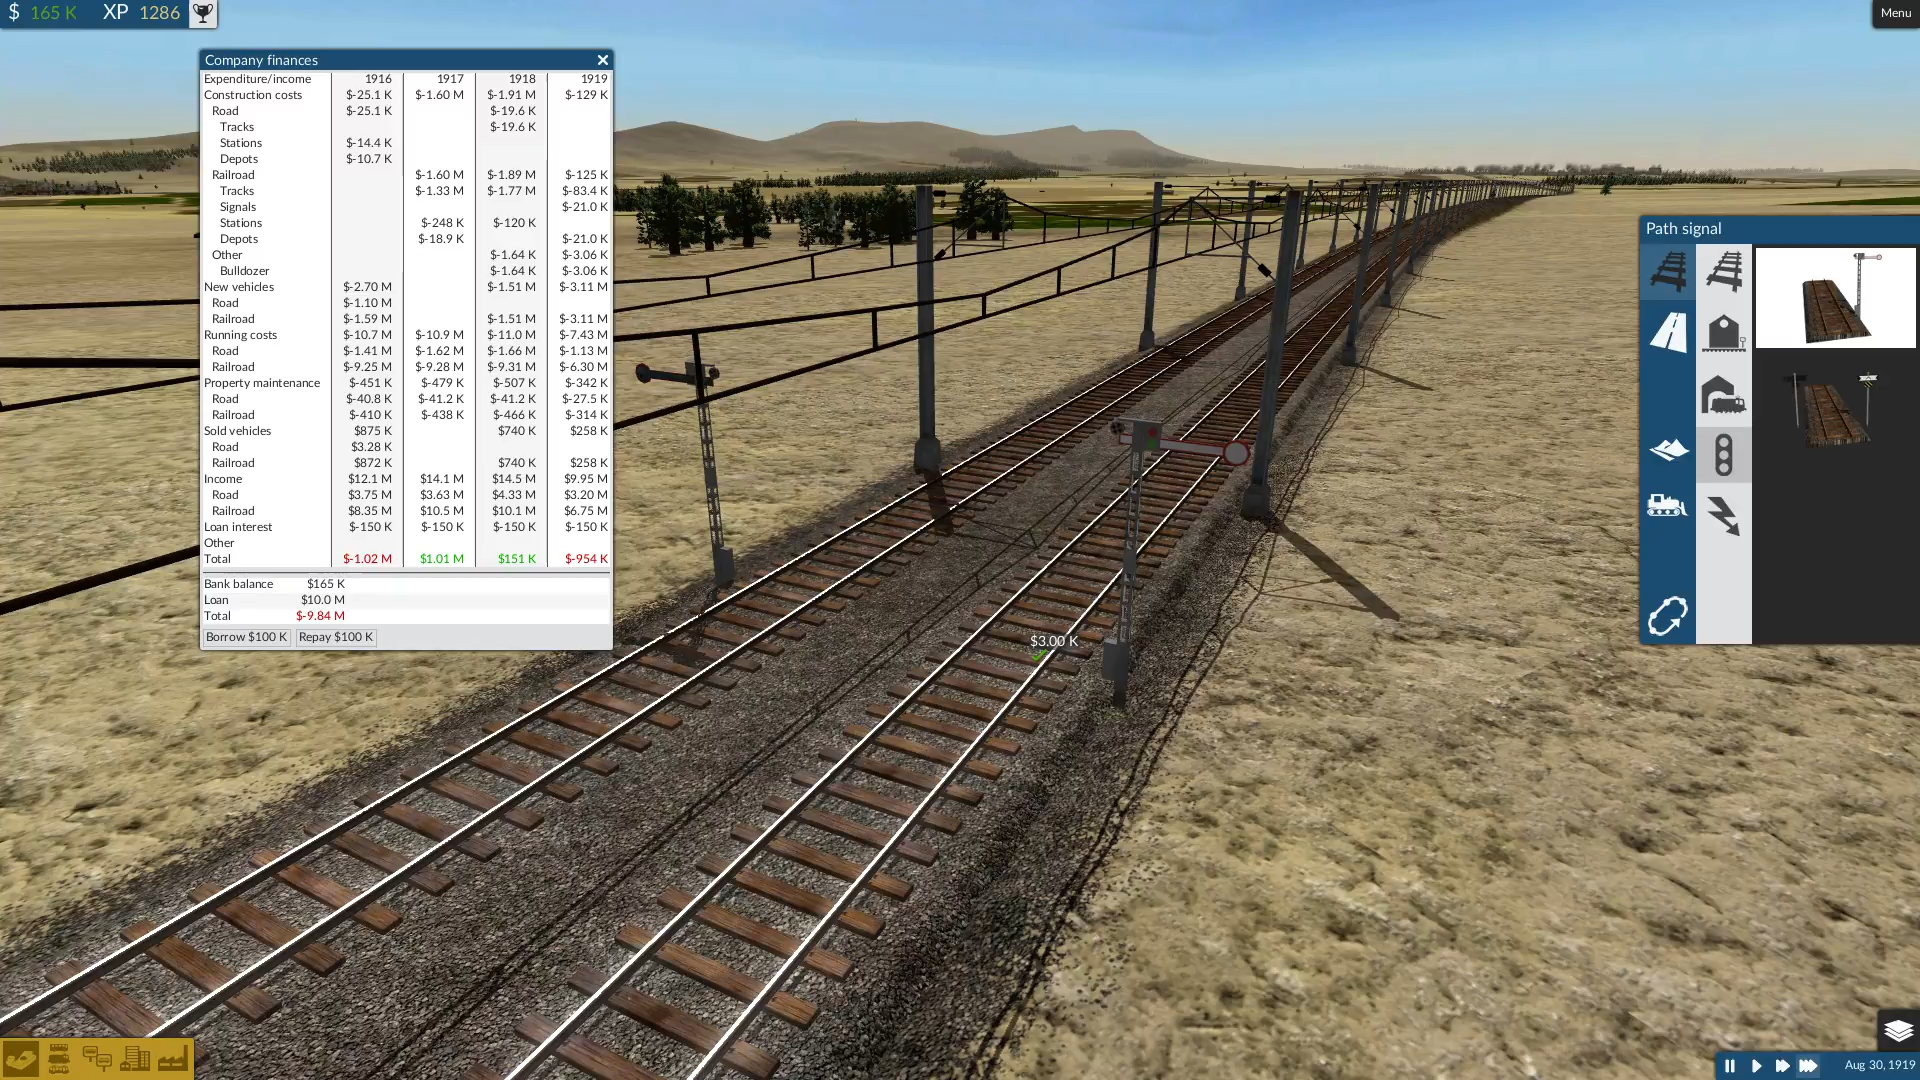 $ 165 K XP 1286
Menu
Company finances
Expenditure/income 1916 1917 1918 1919
Construction costs $-25.1 K $-1.60 M $-1.91 M $-129 K
Road $-25.1 K $-19.6 K
Tracks $-19.6 K
Stations $-14.4 K
Depots $-10.7 K
Railroad $-1.60 M $-1.89 M $-125 K
Tracks $-1.33 M $-1.77 M $-83.4 K
Signals $-21.0 K
Stations $-248 K $-120 K
Depots $-18.9 K $-21.0 K
Other $-1.64 K $-3.06 K
Bulldozer $-1.64 K $-3.06 K
New vehicles $-2.70 M $-1.51 M $-3.11 M
Road $-1.10 M
Railroad $-1.59 M $-1.51 M $-3.11 M
Running costs $-10.7 M $-10.9 M $-11.0 M $-7.43 M
Road $-1.41 M $-1.62 M $-1.66 M $-1.13 M
Railroad $-9.25 M $-9.28 M $-9.31 M $-6.30 M
Property maintenance $-451 K $-479 K $-507 K $-342 K
Road $-40.8 K $-41.2 K $-41.2 K $-27.5 K
Railroad $-410 K $-438 K $-466 K $-314 K
Sold vehicles $875 K $740 K $258 K
Road $3.28 K
Railroad $872 K $740 K $258 K
Income $12.1 M $14.1 M $14.5 M $9.95 M
Road $3.75 M $3.63 M $4.33 M $3.20 M
Railroad $8.35 M $10.5 M $10.1 M $6.75 M
Loan interest $-150 K $-150 K $-150 K $-150 K
Other
Total $-1.02 M $1.01 M $151 K $-954 K
Bank balance $165 K
Loan $10.0 M
Total $-9.84 M
Borrow $100 K Repay $100 K
Path signal
$3.00 K
Aug 30, 1919